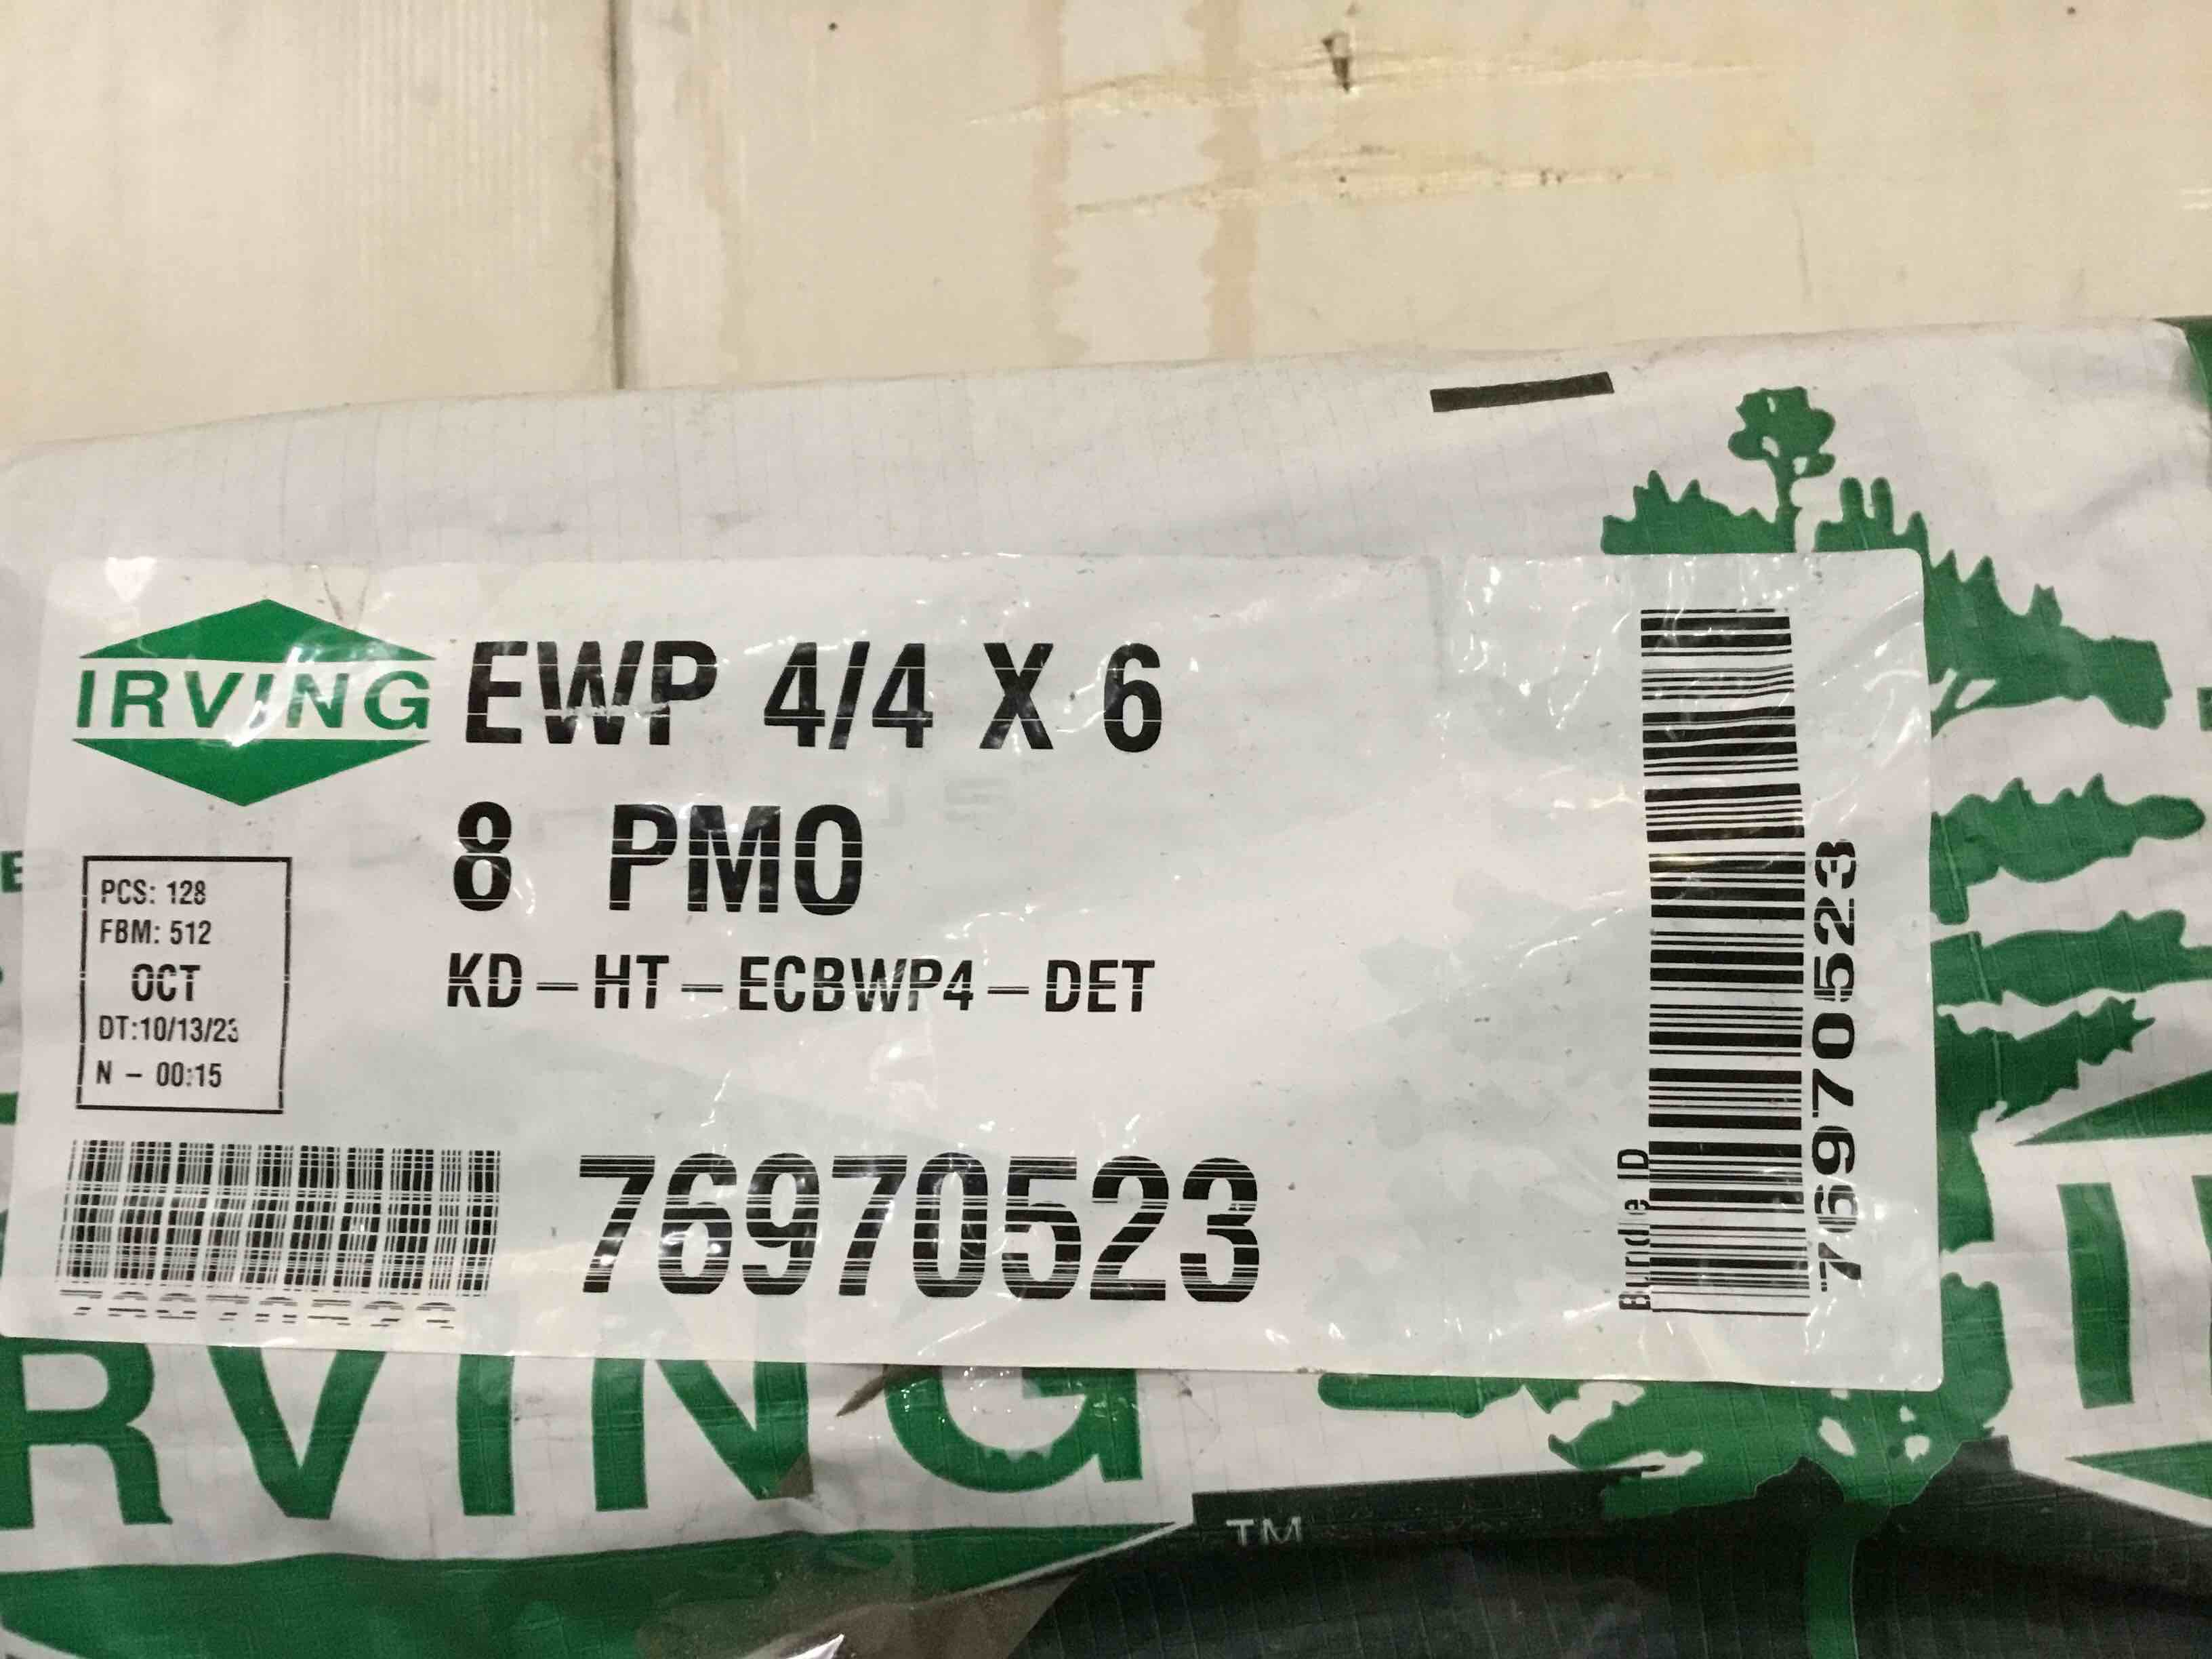 IRVING
EWP 4/4 X 6
8 PMO
KD-HT-ECBWP4-DET
PCS: 128
FBM: 512
OCT
DT:10/13/23
N - 00:15
76970523
Bundle ID
76970523
RVING
TM